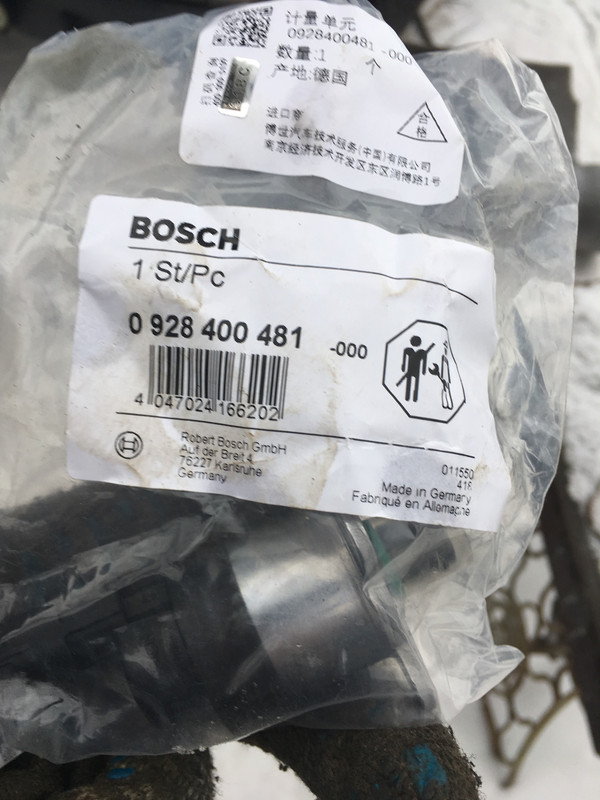 计量单元
0928400481 -000
数量:1 个
产地:德国
进口商
博世汽车技术服务(中国)有限公司
南京经济技术开发区东区润博路1号
合格
BOSCH
1 St/Pc
0 928 400 481 -000
4 047024 166202
Robert Bosch GmbH
Auf der Breit 4
76227 Karlsruhe
Germany
011550
416
Made in Germany
Fabriqué en Allemagne